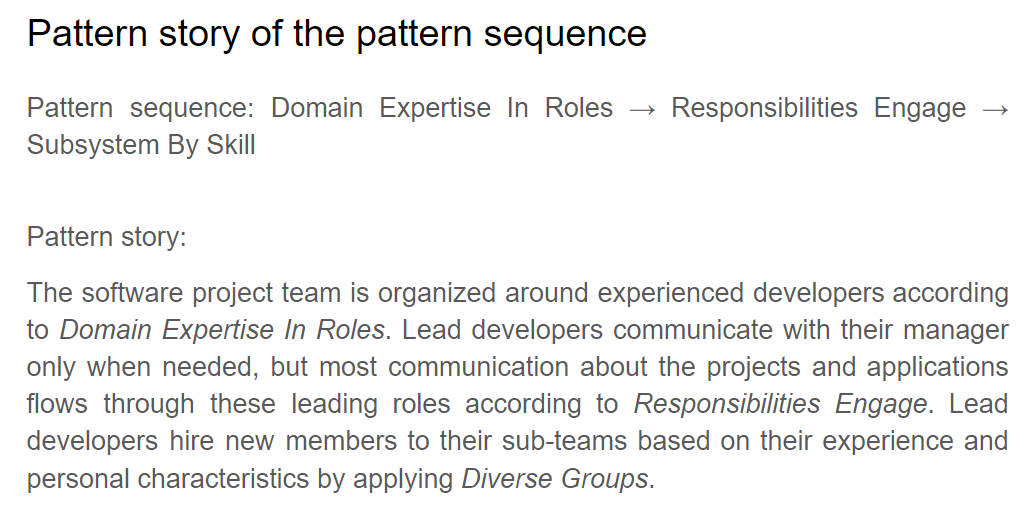 Pattern story of the pattern sequence
Pattern sequence: Domain Expertise In Roles → Responsibilities Engage →
Subsystem By Skill
Pattern story:
The software project team is organized around experienced developers according
to Domain Expertise In Roles. Lead developers communicate with their manager
only when needed, but most communication about the projects and applications
flows through these leading roles according to Responsibilities Engage. Lead
developers hire new members to their sub-teams based on their experience and
personal characteristics by applying Diverse Groups.